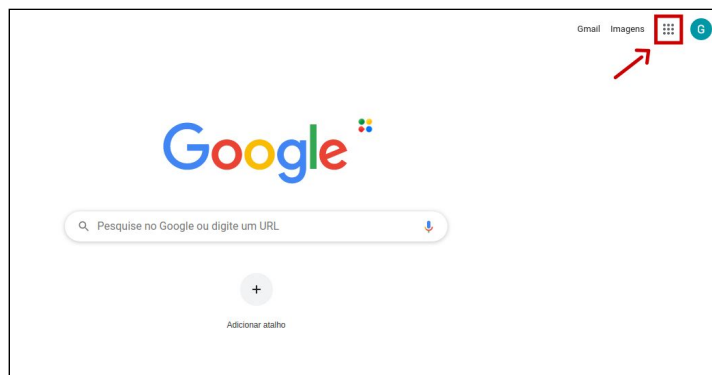 Gmail Imagens G
Google
Pesquise no Google ou digite um URL
Adicionar atalho